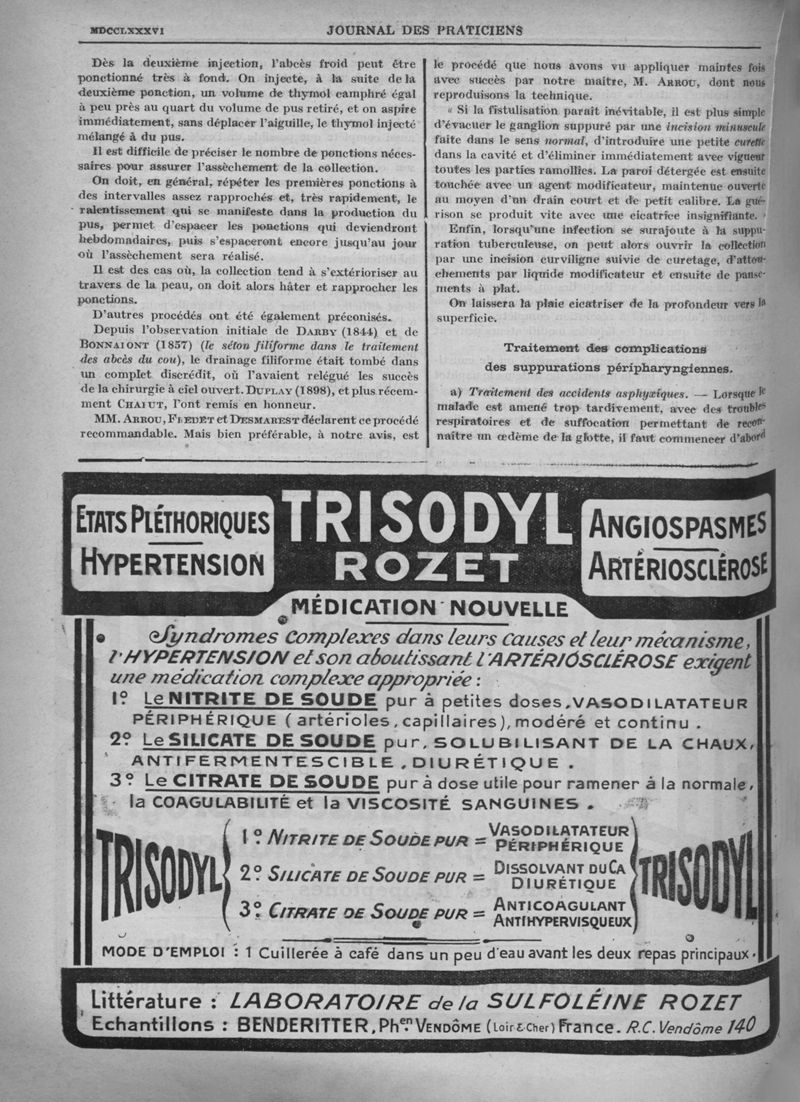 MDCCLXXXVI
JOURNAL DES PRATICIENS
Dès la deuxième injection, l'abcès froid peut être
ponctionné très à fond. On injecte, à la suite de la
deuxième ponction, un volume de thymol camphré égal
à peu près au quart du volume de pus retiré, et on aspire
immédiatement, sans déplacer l'aiguille, le thymol injecté
mélangé à du pus.
Il est difficile de préciser le nombre de ponctions néces-
saires pour assurer l'assèchement de la collection.
On doit, en général, répéter les premières ponctions à
des intervalles assez rapprochés et, très rapidement, le
ralentissement qui se manifeste dans la production du
pus, permet d'espacer les ponctions qui deviendront
hebdomadaires, puis s'espaceront encore jusqu'au jour
où l'assèchement sera réalisé.
Il est des cas où, la collection tend à s'extérioriser au
travers de la peau, on doit alors hâter et rapprocher les
ponctions.
D'autres procédés ont été également préconisés.
Depuis l'observation initiale de DARBY (1844) et de
BONNAIONT (1857) (le séton filiforme dans le traitement
des abcès du cou), le drainage filiforme était tombé dans
un complet discrédit, où l'avaient relégué les succès
de la chirurgie à ciel ouvert. DUPLAY (1898), et plus récem-
ment CHAIUT, l'ont remis en honneur.
MM. ARROU, FREDET et DESMAREST déclarent ce procédé
recommandable. Mais bien préférable, à notre avis, est
le procédé que nous avons vu appliquer maintes fois
avec succès par notre maître, M. ARROU, dont nous
reproduisons la technique.
« Si la fistulisation paraît inévitable, il est plus simple
d'évacuer le ganglion suppuré par une incision minuscule
faite dans le sens normal, d'introduire une petite curette
dans la cavité et d'éliminer immédiatement avec vigueur
toutes les parties ramollies. La paroi détergée est ensuite
touchée avec un agent modificateur, maintenue ouverte
au moyen d'un drain court et de petit calibre. La gué-
rison se produit vite avec une cicatrice insignifiante. »
Enfin, lorsqu'une infection se surajoute à la suppu-
ration tuberculeuse, on peut alors ouvrir la collection
par une incision curviligne suivie de curetage, d'attou-
chements par liquide modificateur et ensuite de panse-
ments à plat.
On laissera la plaie cicatriser de la profondeur vers la
superficie.
Traitement des complications
des suppurations péripharyngiennes.
a) Traitement des accidents asphyxiques. — Lorsque le
malade est amené trop tardivement, avec des troubles
respiratoires et de suffocation permettant de recon-
naître un œdème de la glotte, il faut commencer d'abord
ETATS PLÉTHORIQUES
HYPERTENSION
TRISODYL
ROZET
ANGIOSPASMES
ARTÉRIOSCLÉROSE
MÉDICATION NOUVELLE
Syndromes complexes dans leurs causes et leur mécanisme,
l'HYPERTENSION et son aboutissant l'ARTÉRIOSCLÉROSE exigent
une médication complexe appropriée :
1º Le NITRITE DE SOUDE pur à petites doses, VASODILATATEUR
PÉRIPHÉRIQUE (artérioles, capillaires), modéré et continu.
2º Le SILICATE DE SOUDE pur, SOLUBILISANT DE LA CHAUX,
ANTIFERMENTESCIBLE, DIURÉTIQUE.
3º Le CITRATE DE SOUDE pur à dose utile pour ramener à la normale,
la COAGULABILITÉ et la VISCOSITÉ SANGUINES.
TRISODYL
1º NITRITE DE SOUDE PUR = VASODILATATEUR
PÉRIPHÉRIQUE
2º SILICATE DE SOUDE PUR = DISSOLVANT DU CA
DIURÉTIQUE
3º CITRATE DE SOUDE PUR = ANTICOAGULANT
ANTIHYPERVISQUEUX
TRISODYL
MODE D'EMPLOI : 1 Cuillerée à café dans un peu d'eau avant les deux repas principaux.
Littérature : LABORATOIRE de la SULFOLÉINE ROZET
Echantillons : BENDERITTER, Phen. VENDÔME (Loir & Cher) France. R.C. Vendôme 140